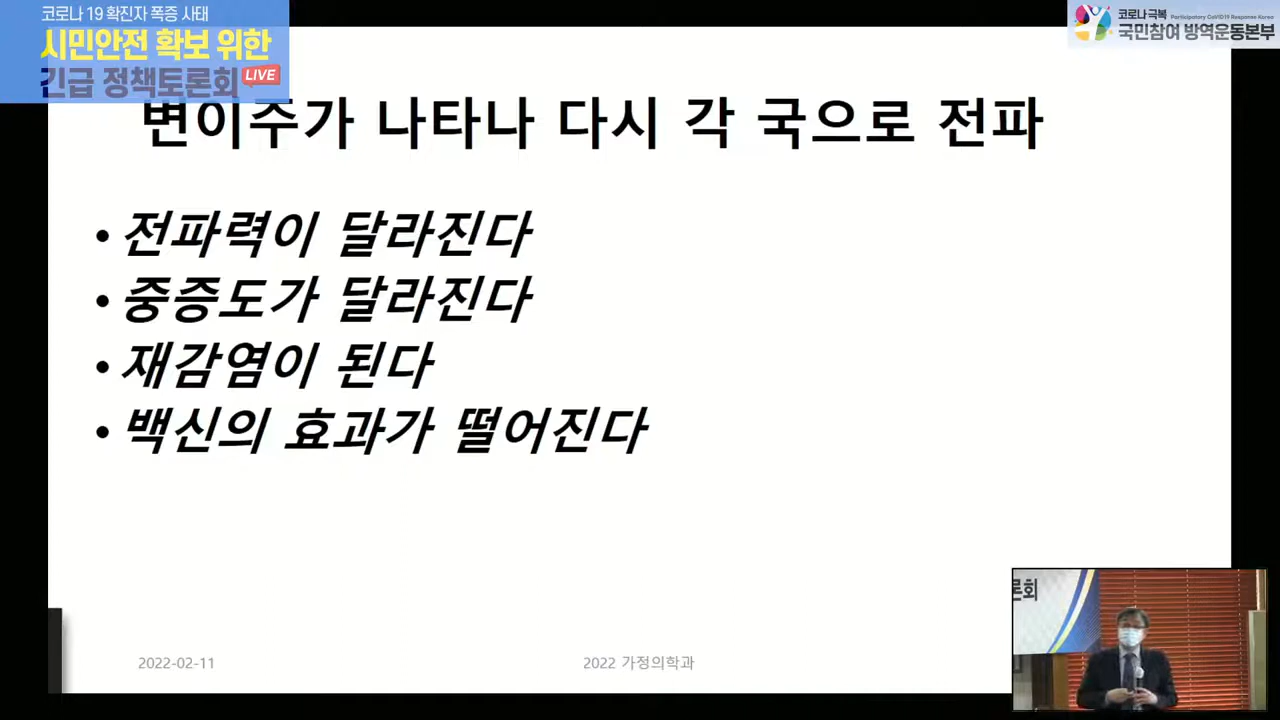 코로나 19 확진자 폭증 사태
시민안전 확보 위한
긴급 정책토론회 LIVE
코로나 극복 Participatory CoVID19 Response Korea
국민참여 방역운동본부
변이주가 나타나 다시 각 국으로 전파
• 전파력이 달라진다
• 중증도가 달라진다
• 재감염이 된다
• 백신의 효과가 떨어진다
론회
2022-02-11
2022 가정의학과